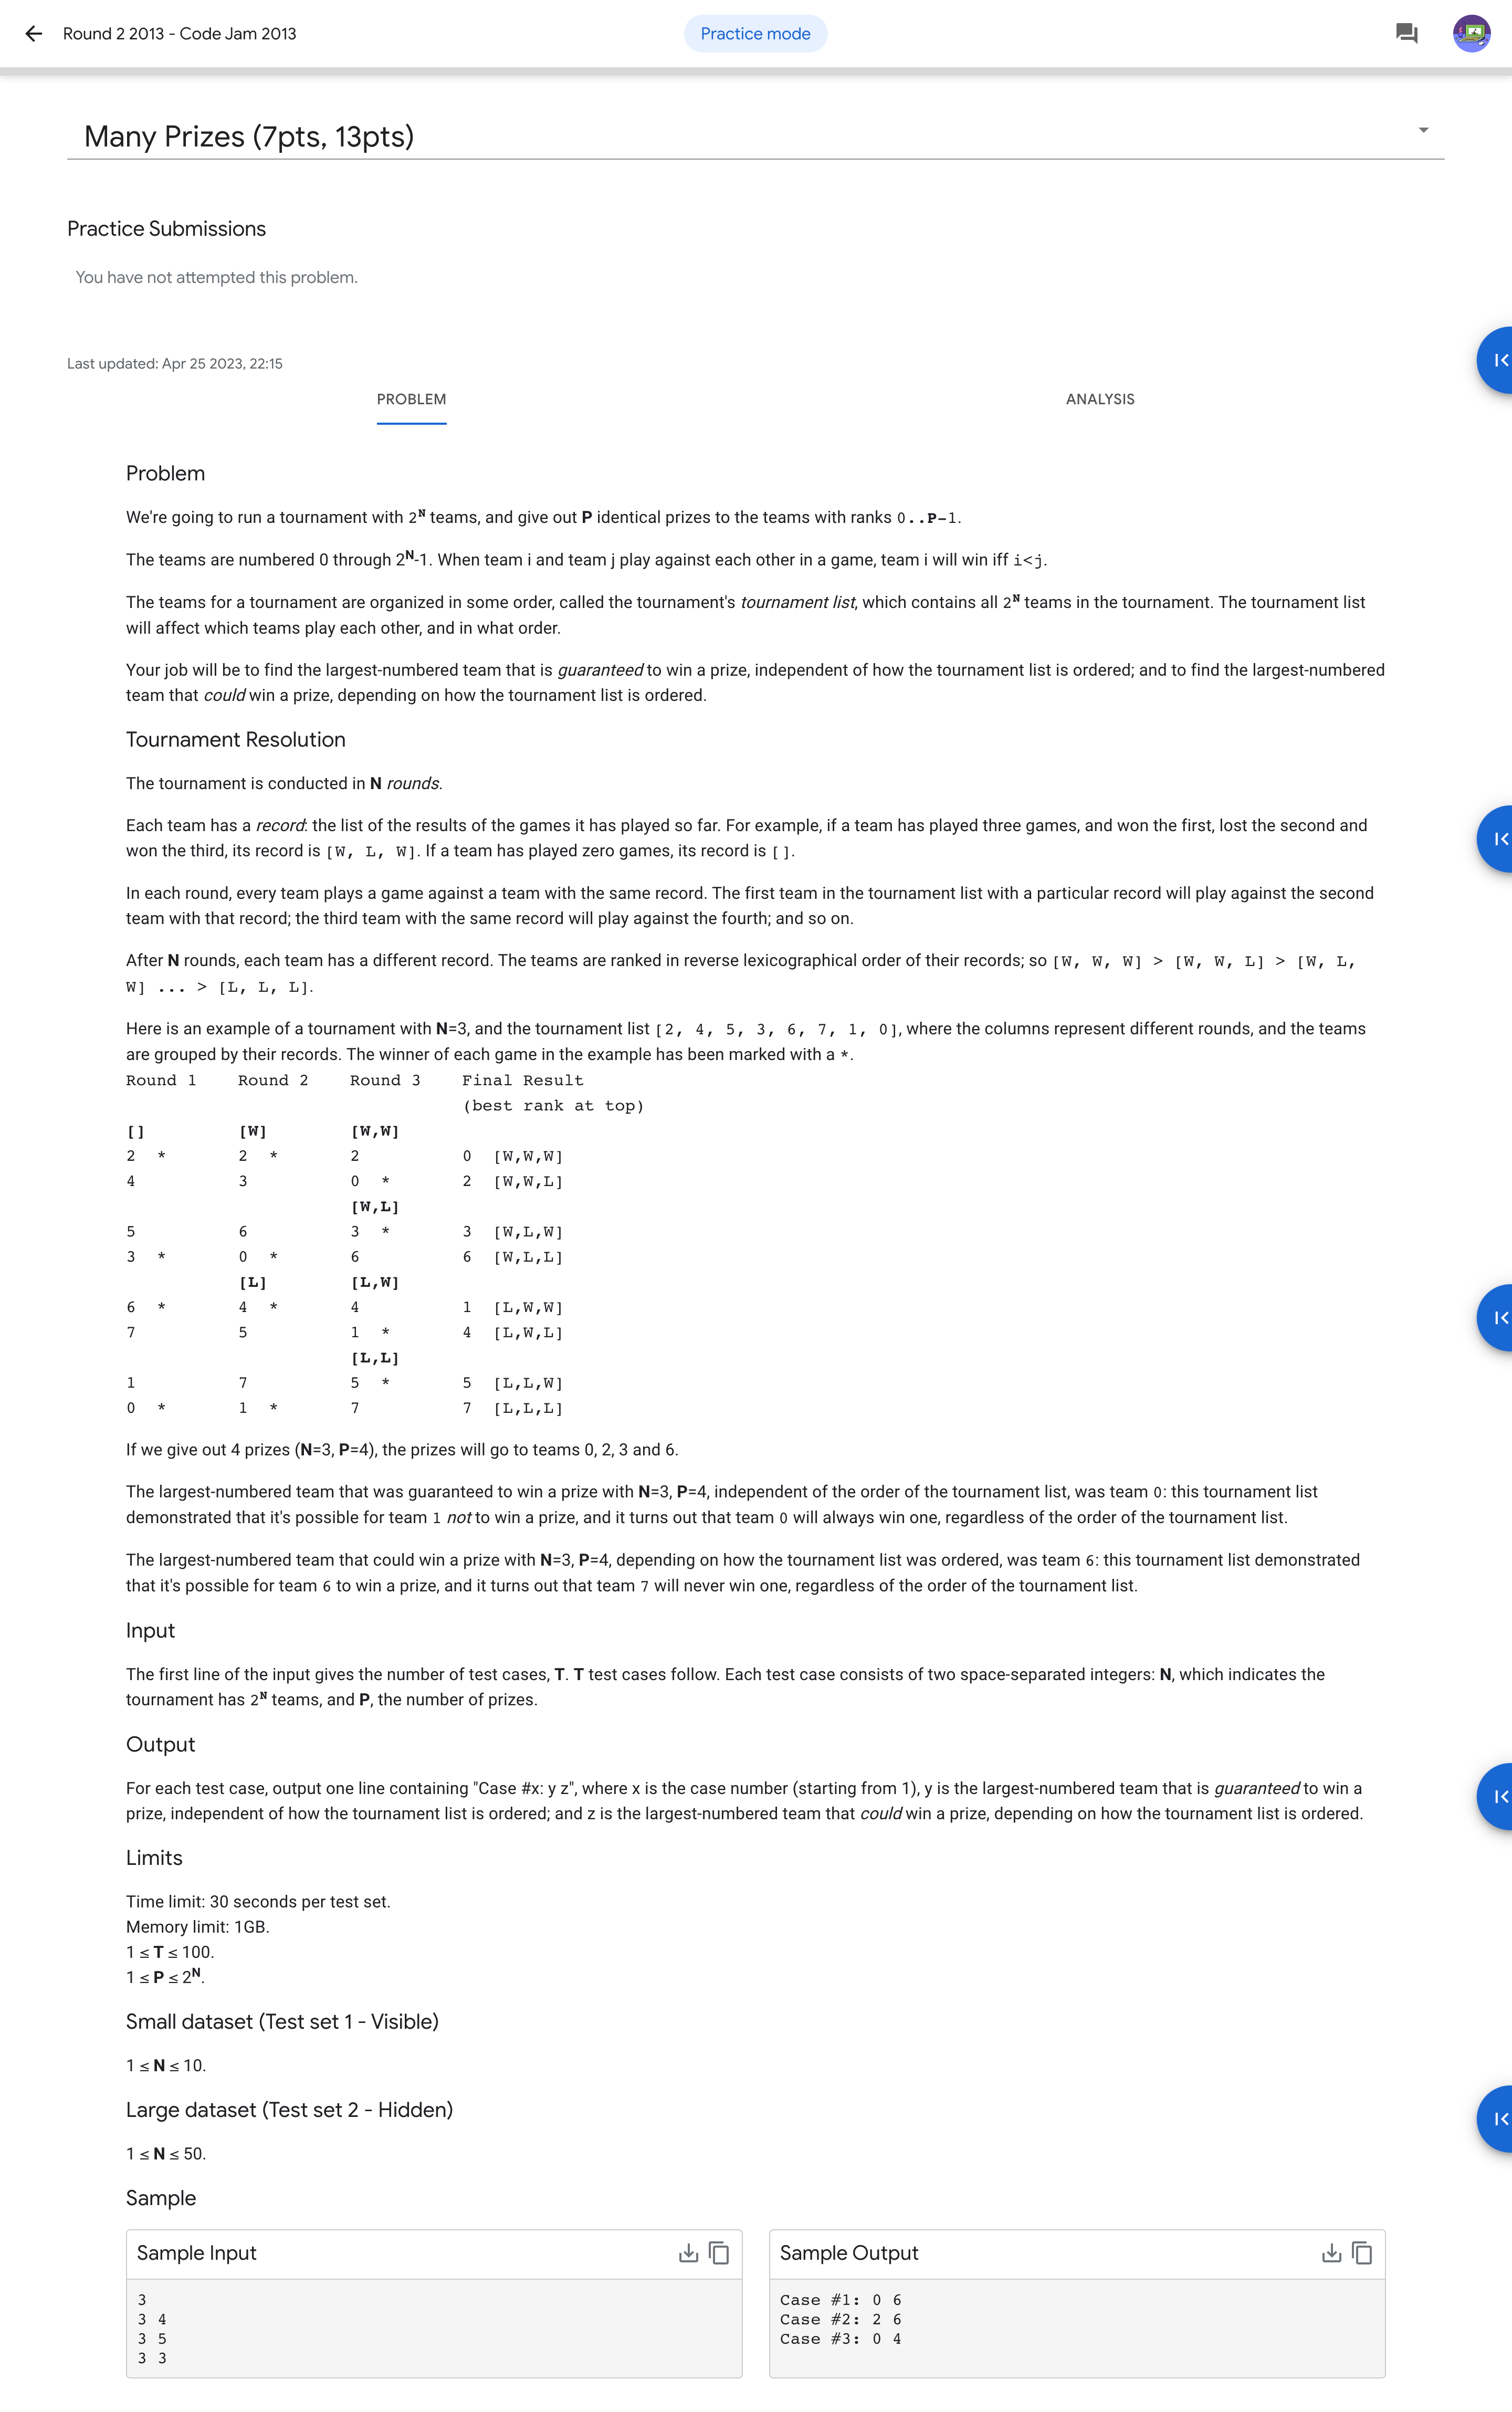 Round 2 2013 - Code Jam 2013
Practice mode
Many Prizes (7pts, 13pts)
Practice Submissions
You have not attempted this problem.
Last updated: Apr 25 2023, 22:15
PROBLEM
ANALYSIS
Problem
We're going to run a tournament with 2^N teams, and give out P identical prizes to the teams with ranks 0..P-1.
The teams are numbered 0 through 2^N-1. When team i and team j play against each other in a game, team i will win iff i<j.
The teams for a tournament are organized in some order, called the tournament's tournament list, which contains all 2^N teams in the tournament. The tournament list
will affect which teams play each other, and in what order.
Your job will be to find the largest-numbered team that is guaranteed to win a prize, independent of how the tournament list is ordered; and to find the largest-numbered
team that could win a prize, depending on how the tournament list is ordered.
Tournament Resolution
The tournament is conducted in N rounds.
Each team has a record: the list of the results of the games it has played so far. For example, if a team has played three games, and won the first, lost the second and
won the third, its record is [W, L, W]. If a team has played zero games, its record is [].
In each round, every team plays a game against a team with the same record. The first team in the tournament list with a particular record will play against the second
team with that record; the third team with the same record will play against the fourth; and so on.
After N rounds, each team has a different record. The teams are ranked in reverse lexicographical order of their records; so [W, W, W] > [W, W, L] > [W, L,
W] ... > [L, L, L].
Here is an example of a tournament with N=3, and the tournament list [2, 4, 5, 3, 6, 7, 1, 0], where the columns represent different rounds, and the teams
are grouped by their records. The winner of each game in the example has been marked with a *.
Round 1 Round 2 Round 3 Final Result
(best rank at top)
[] [W] [W,W]
2 * 2 * 2 0 [W,W,W]
4 3 0 * 2 [W,W,L]
[W,L]
5 6 3 * 3 [W,L,W]
3 * 0 * 6 6 [W,L,L]
[L] [L,W]
6 * 4 * 4 1 [L,W,W]
7 5 1 * 4 [L,W,L]
[L,L]
1 7 5 * 5 [L,L,W]
0 * 1 * 7 7 [L,L,L]
If we give out 4 prizes (N=3, P=4), the prizes will go to teams 0, 2, 3 and 6.
The largest-numbered team that was guaranteed to win a prize with N=3, P=4, independent of the order of the tournament list, was team 0: this tournament list
demonstrated that it's possible for team 1 not to win a prize, and it turns out that team 0 will always win one, regardless of the order of the tournament list.
The largest-numbered team that could win a prize with N=3, P=4, depending on how the tournament list was ordered, was team 6: this tournament list demonstrated
that it's possible for team 6 to win a prize, and it turns out that team 7 will never win one, regardless of the order of the tournament list.
Input
The first line of the input gives the number of test cases, T. T test cases follow. Each test case consists of two space-separated integers: N, which indicates the
tournament has 2^N teams, and P, the number of prizes.
Output
For each test case, output one line containing "Case #x: y z", where x is the case number (starting from 1), y is the largest-numbered team that is guaranteed to win a
prize, independent of how the tournament list is ordered; and z is the largest-numbered team that could win a prize, depending on how the tournament list is ordered.
Limits
Time limit: 30 seconds per test set.
Memory limit: 1GB.
1 ≤ T ≤ 100.
1 ≤ P ≤ 2^N.
Small dataset (Test set 1 - Visible)
1 ≤ N ≤ 10.
Large dataset (Test set 2 - Hidden)
1 ≤ N ≤ 50.
Sample
Sample Input
3
3 4
3 5
3 3
Sample Output
Case #1: 0 6
Case #2: 2 6
Case #3: 0 4